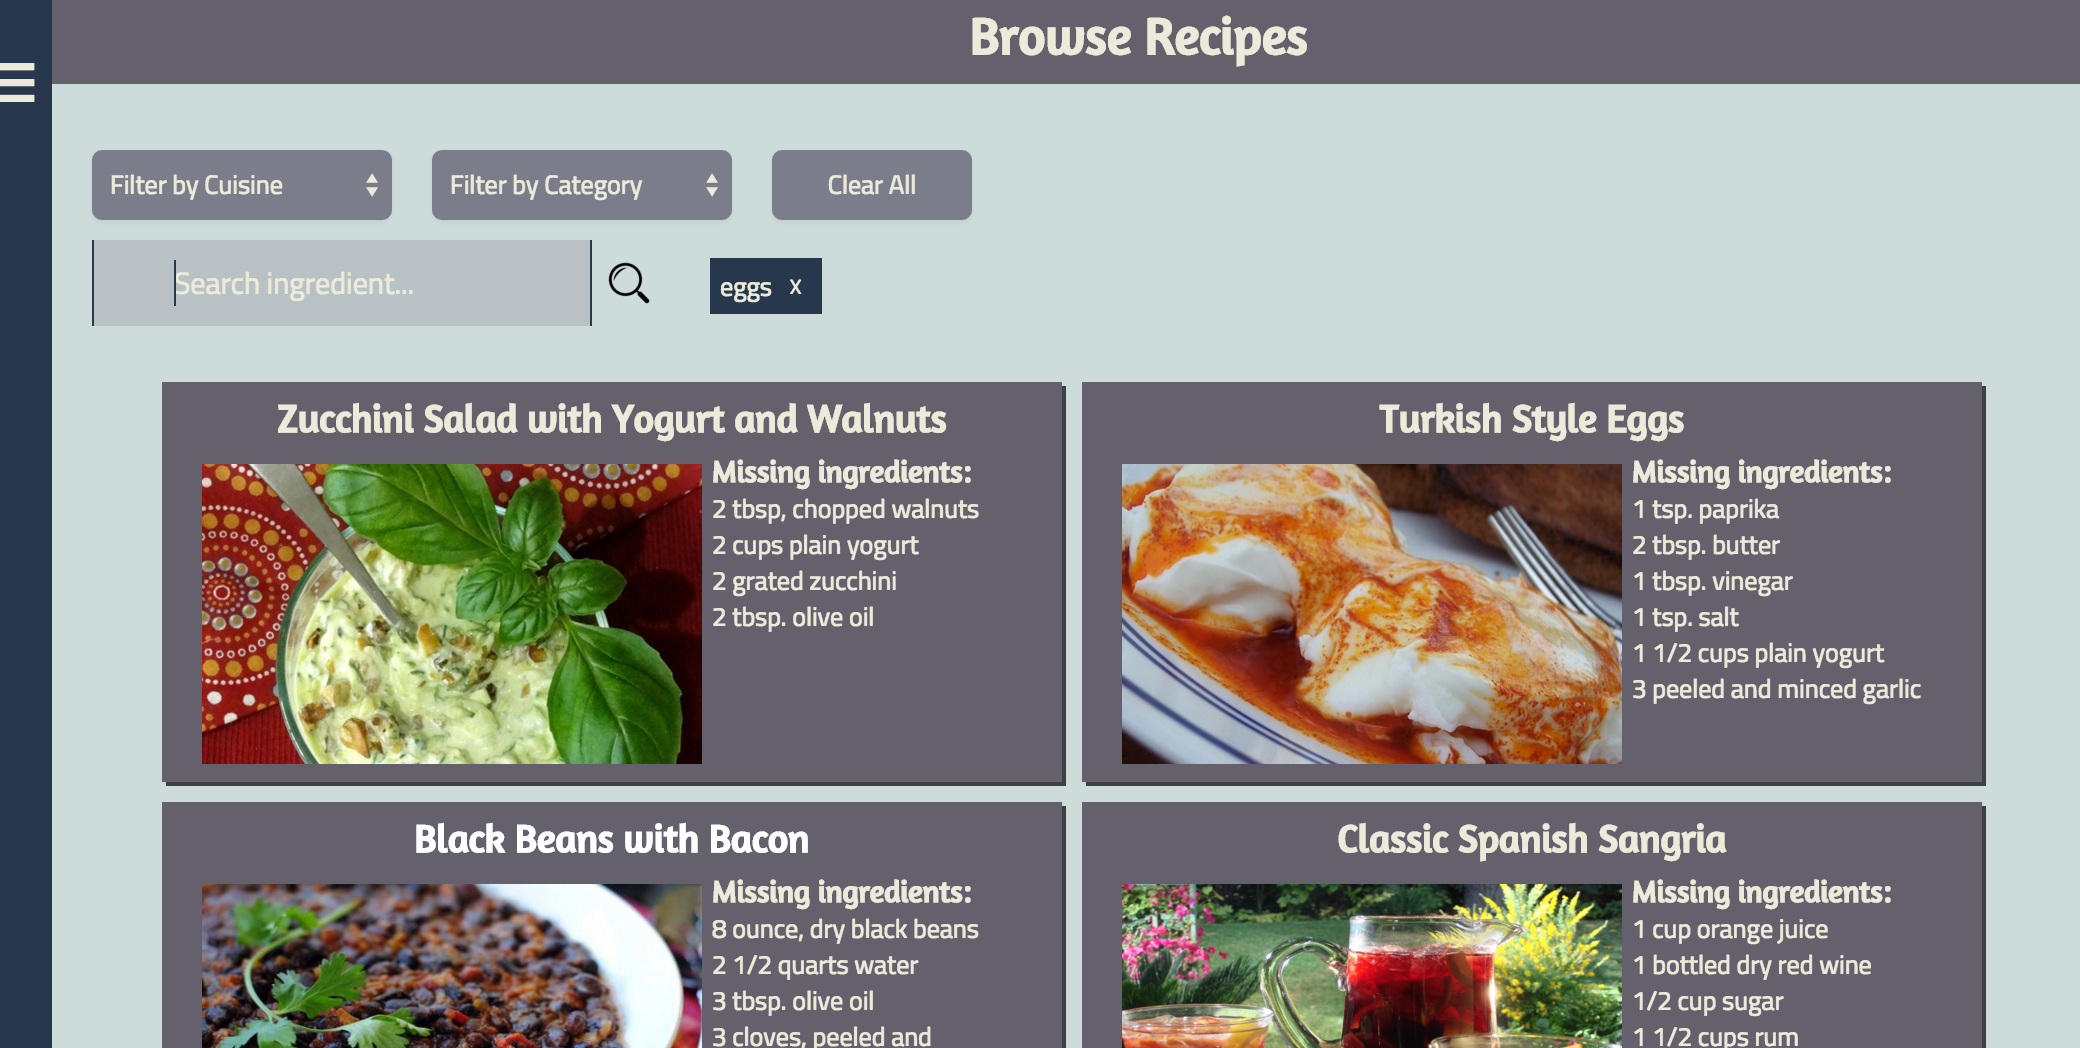 Browse Recipes
Filter by Cuisine
Filter by Category
Clear All
Search ingredient...
eggs x
Zucchini Salad with Yogurt and Walnuts
Missing ingredients:
2 tbsp, chopped walnuts
2 cups plain yogurt
2 grated zucchini
2 tbsp. olive oil
Turkish Style Eggs
Missing ingredients:
1 tsp. paprika
2 tbsp. butter
1 tbsp. vinegar
1 tsp. salt
1 1/2 cups plain yogurt
3 peeled and minced garlic
Black Beans with Bacon
Missing ingredients:
8 ounce, dry black beans
2 1/2 quarts water
3 tbsp. olive oil
3 cloves, peeled and
Classic Spanish Sangria
Missing ingredients:
1 cup orange juice
1 bottled dry red wine
1/2 cup sugar
1 1/2 cups rum